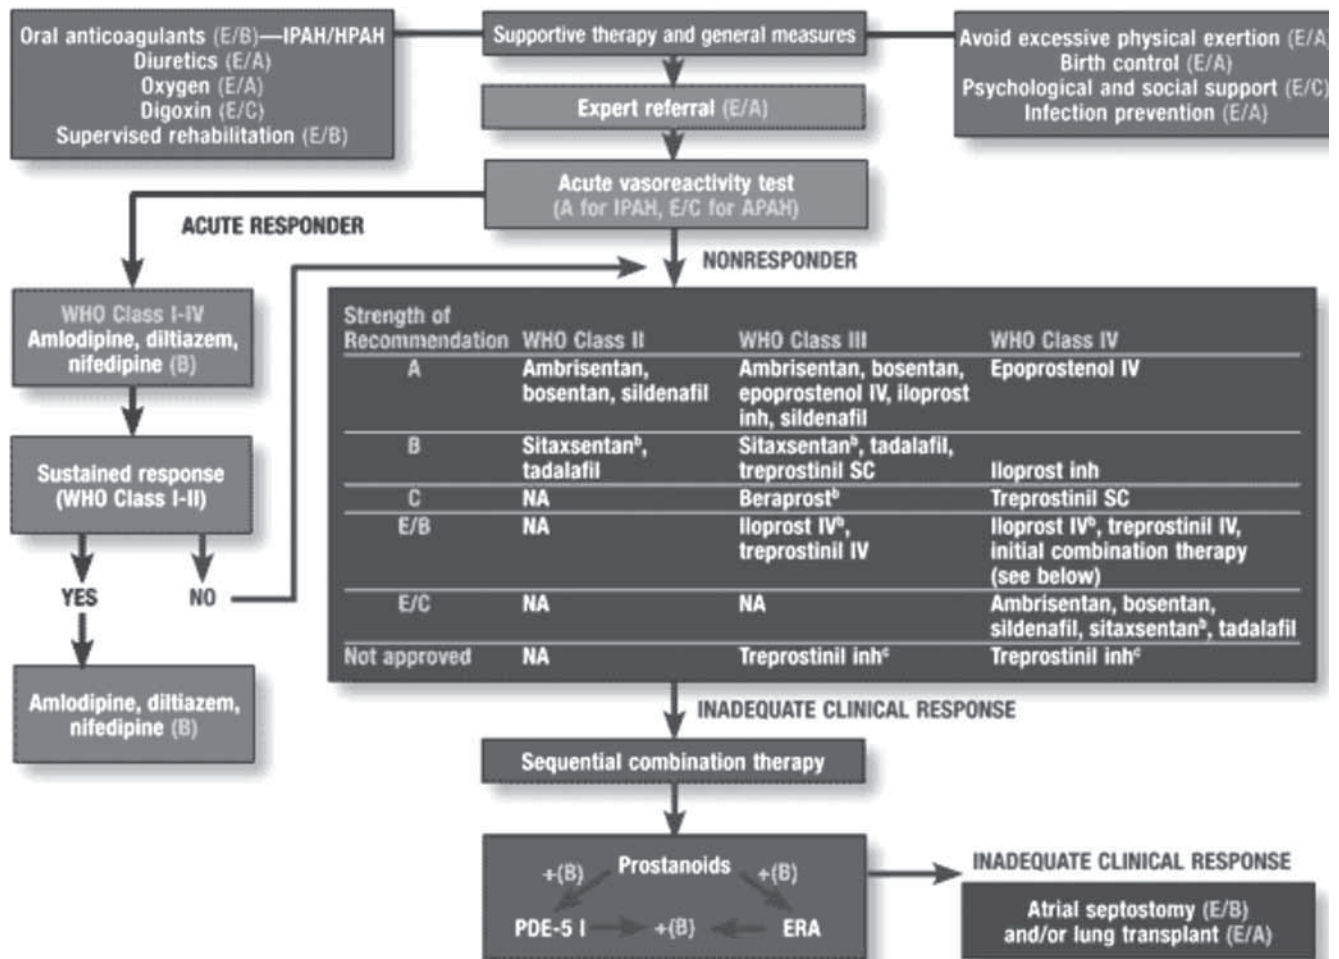 Oral anticoagulants (E/B)—IPAH/HPAH
Diuretics (E/A)
Oxygen (E/A)
Digoxin (E/C)
Supervised rehabilitation (E/B)
Supportive therapy and general measures
Avoid excessive physical exertion (E/A)
Birth control (E/A)
Psychological and social support (E/C)
Infection prevention (E/A)
Expert referral (E/A)
Acute vasoreactivity test
(A for IPAH, E/C for APAH)
ACUTE RESPONDER
NONRESPONDER
WHO Class I-IV
Amlodipine, diltiazem,
nifedipine (B)
Sustained response
(WHO Class I-II)
YES
NO
Amlodipine, diltiazem,
nifedipine (B)
Strength of
Recommendation WHO Class II WHO Class III WHO Class IV
A Ambrisentan, Ambrisentan, bosentan, Epoprostenol IV
bosentan, sildenafil epoprostenol IV, iloprost
inh, sildenafil
B Sitaxsentanᵇ, Sitaxsentanᵇ, tadalafil,
tadalafil treprostinil SC Iloprost inh
C NA Beraprostᵇ Treprostinil SC
E/B NA Iloprost IVᵇ, Iloprost IVᵇ, treprostinil IV,
treprostinil IV initial combination therapy
(see below)
E/C NA NA Ambrisentan, bosentan,
sildenafil, sitaxsentanᵇ, tadalafil
Not approved NA Treprostinil inhᶜ Treprostinil inhᶜ
INADEQUATE CLINICAL RESPONSE
Sequential combination therapy
+(B) Prostanoids +(B)
PDE-5 I +(B) ERA
INADEQUATE CLINICAL RESPONSE
Atrial septostomy (E/B)
and/or lung transplant (E/A)